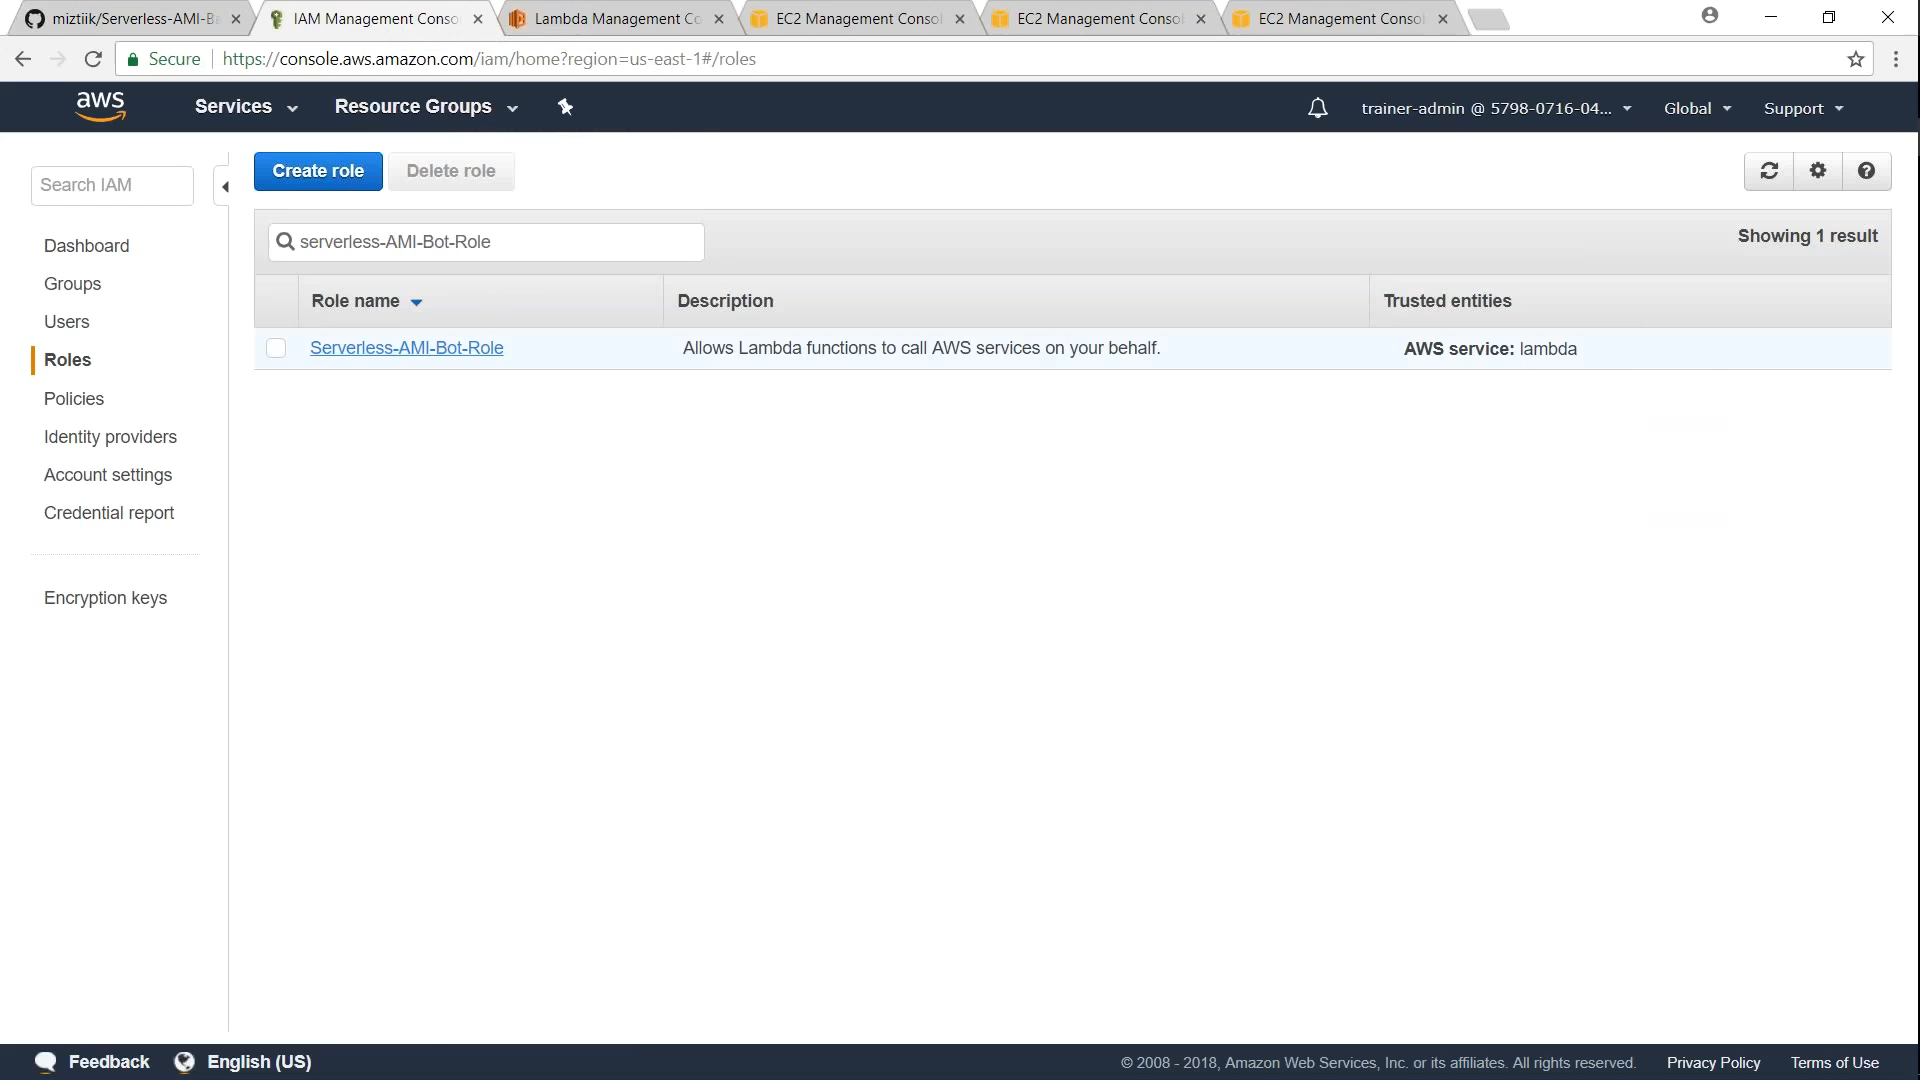 miztiik/Serverless-AMI-Ba
IAM Management Conso
Lambda Management Co
EC2 Management Consol
EC2 Management Consol
EC2 Management Consol
Secure
https://console.aws.amazon.com/iam/home?region=us-east-1#/roles
aws
Services
Resource Groups
trainer-admin @ 5798-0716-04...
Global
Support
Search IAM
Dashboard
Groups
Users
Roles
Policies
Identity providers
Account settings
Credential report
Encryption keys
Create role
Delete role
serverless-AMI-Bot-Role
Showing 1 result
Role name
Description
Trusted entities
Serverless-AMI-Bot-Role
Allows Lambda functions to call AWS services on your behalf.
AWS service: lambda
Feedback
English (US)
© 2008 - 2018, Amazon Web Services, Inc. or its affiliates. All rights reserved.
Privacy Policy
Terms of Use